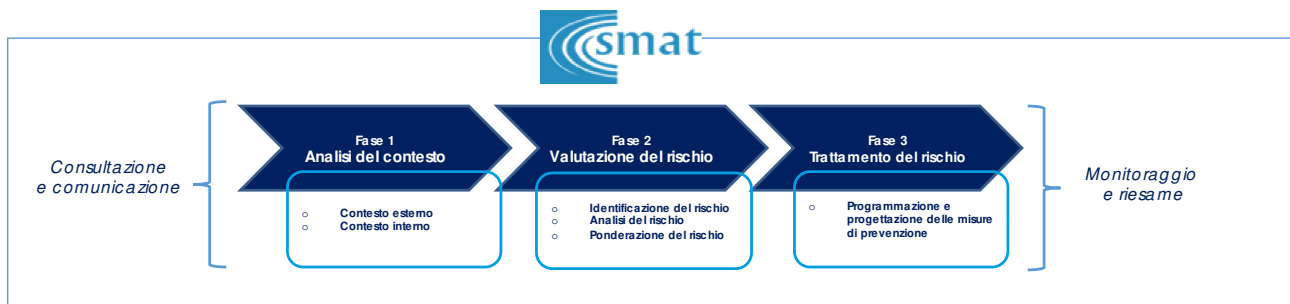 smat
Consultazione
e comunicazione
Fase 1
Analisi del contesto
o Contesto esterno
o Contesto interno
Fase 2
Valutazione del rischio
o Identificazione del rischio
o Analisi del rischio
o Ponderazione del rischio
Fase 3
Trattamento del rischio
o Programmazione e
progettazione delle misure
di prevenzione
Monitoraggio
e riesame